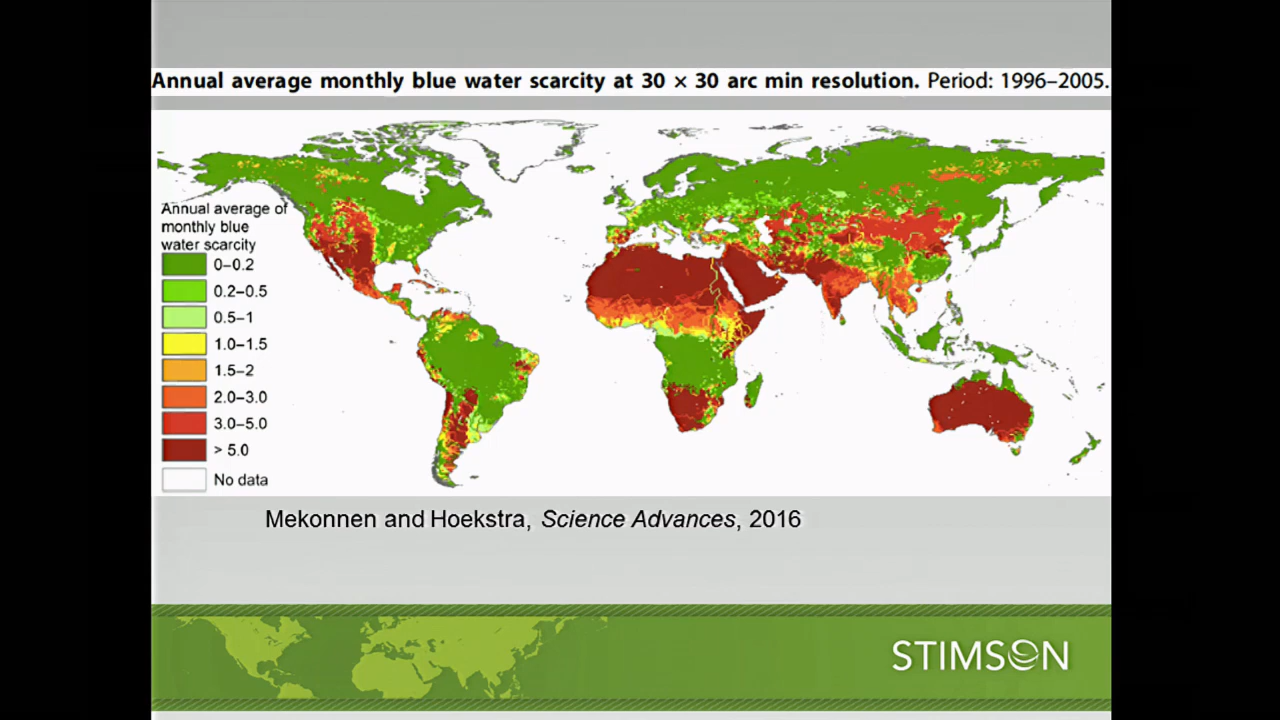 Annual average monthly blue water scarcity at 30 × 30 arc min resolution. Period: 1996–2005.
Annual average of
monthly blue
water scarcity
0–0.2
0.2–0.5
0.5–1
1.0–1.5
1.5–2
2.0–3.0
3.0–5.0
> 5.0
No data
Mekonnen and Hoekstra, Science Advances, 2016
STIMSON